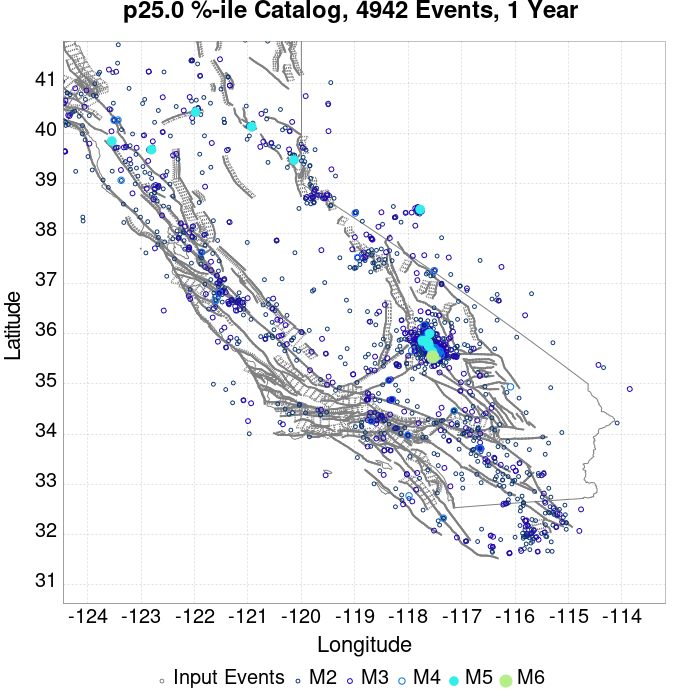 p25.0 %-ile Catalog, 4942 Events, 1 Year
Latitude
41
40
39
38
37
36
35
34
33
32
31
-124 -123 -122 -121 -120 -119 -118 -117 -116 -115 -114
Longitude
Input Events M2 M3 M4 M5 M6